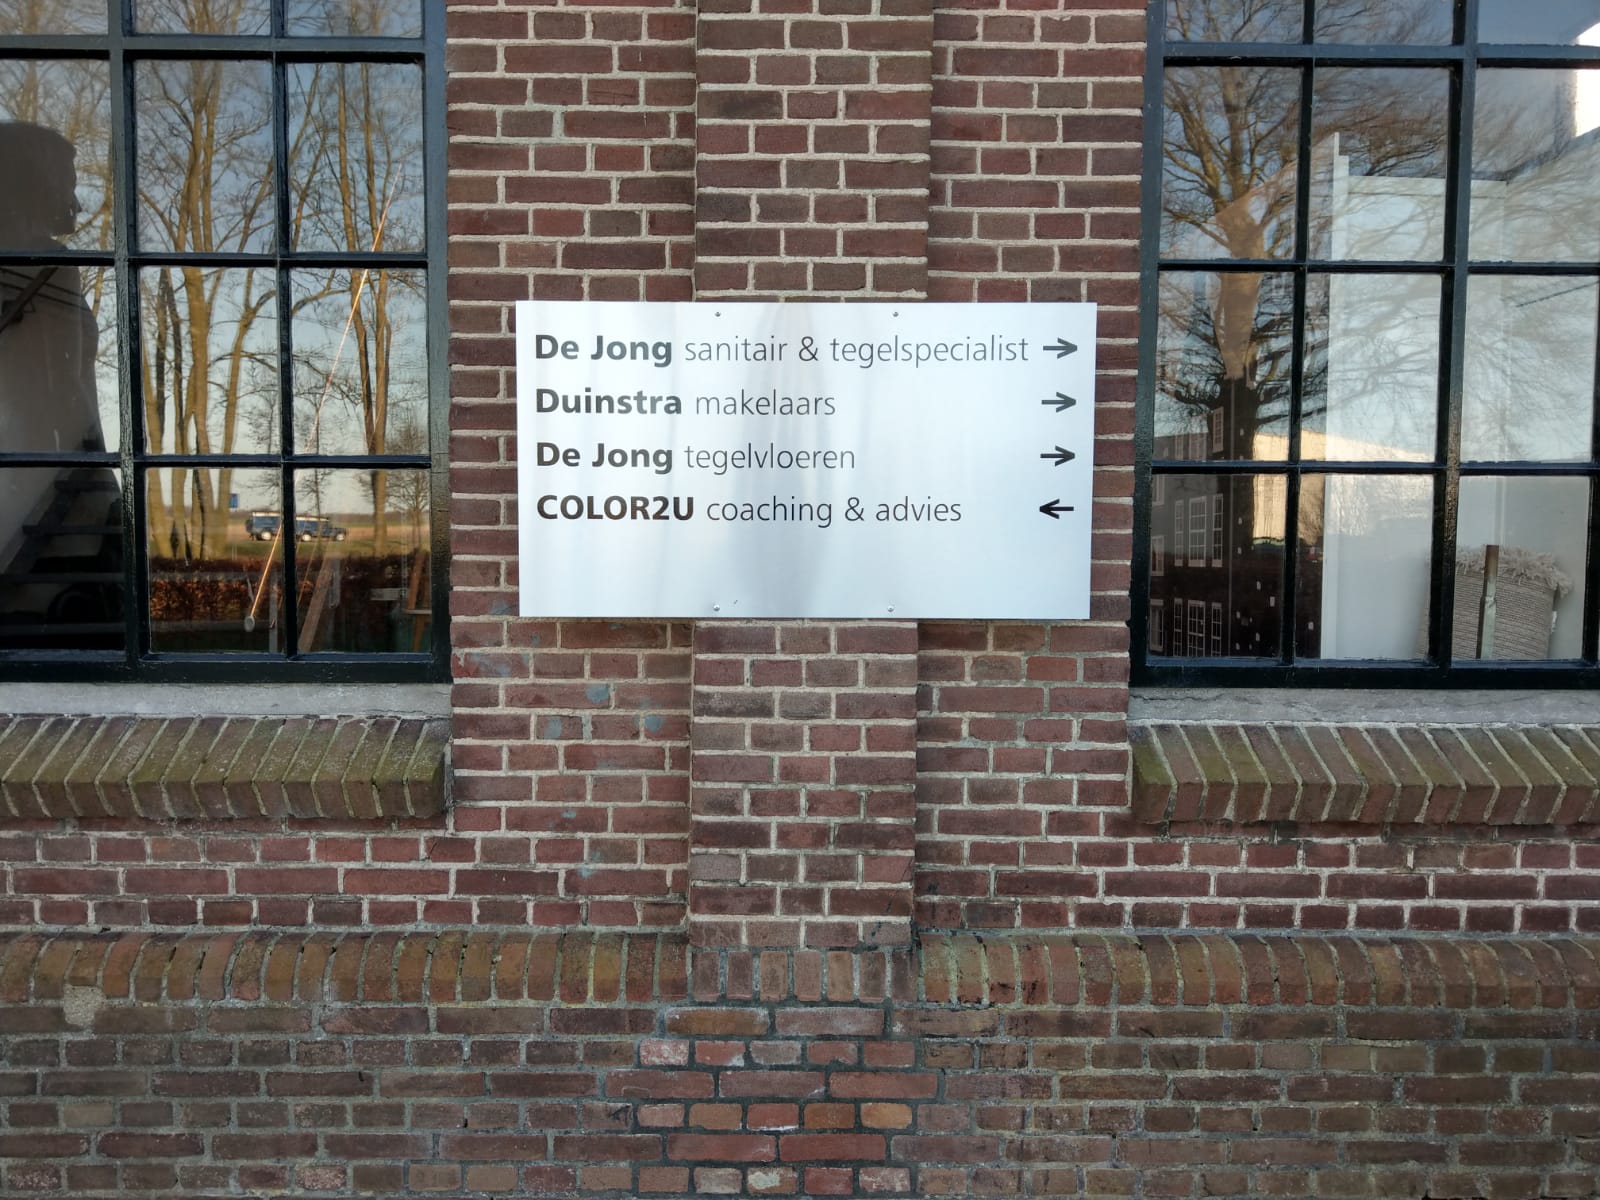 De Jong sanitair & tegelspecialist →
Duinstra makelaars →
De Jong tegelvloeren →
COLOR2U coaching & advies ←